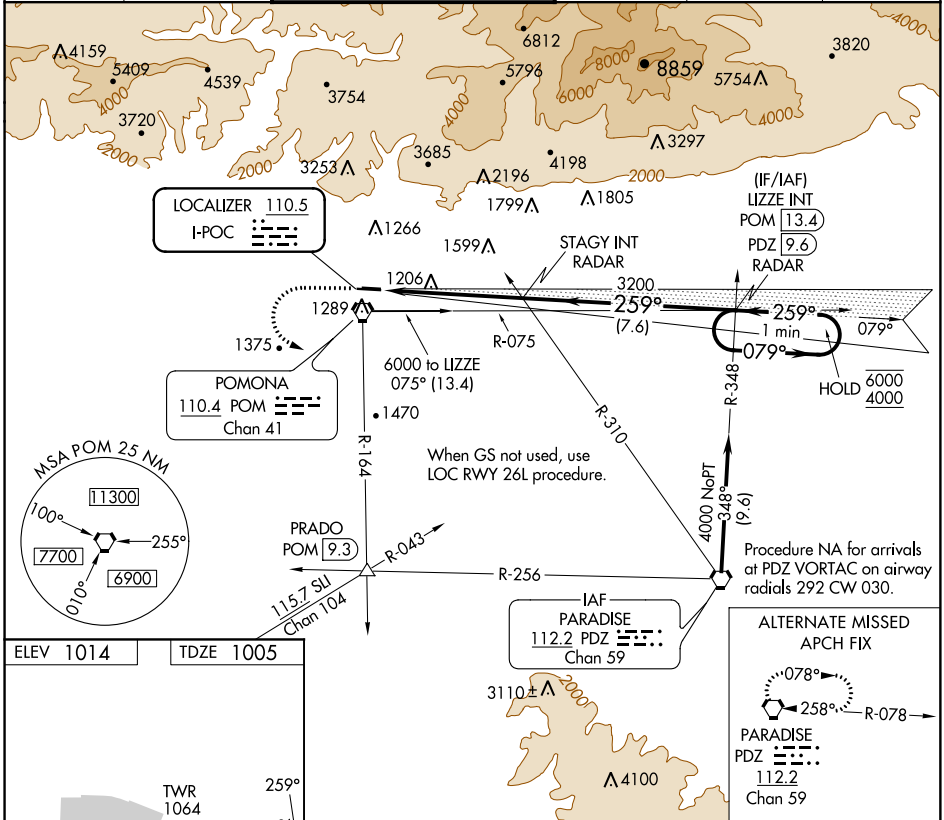 4000
6812
3820
4159
5409
4539
8000
8859
5796
5754
4000
3754
6000
4000
3720
4000
2000
3297
2000
3253
3685
4198
2000
2196
1799
1805
LOCALIZER 110.5
I-POC
1266
1599
STAGY INT
RADAR
(IF/IAF)
LIZZE INT
POM 13.4
PDZ 9.6
RADAR
1206
3200
1289
259°
259°
(7.6)
1 min
079°
079°
R-075
1375
6000 to LIZZE
075° (13.4)
HOLD 6000
4000
POMONA
110.4 POM
Chan 41
R-348
1470
R-310
R-164
When GS not used, use
LOC RWY 26L procedure.
MSA POM 25 NM
11300
100°
255°
7700
6900
010°
4000 NoPT
348°
(9.6)
PRADO
POM 9.3
R-043
R-256
115.7 SLI
Chan 104
Procedure NA for arrivals
at PDZ VORTAC on airway
radials 292 CW 030.
IAF
PARADISE
112.2 PDZ
Chan 59
ELEV 1014
TDZE 1005
ALTERNATE MISSED
APCH FIX
078°
258°
R-078
PARADISE
PDZ
112.2
Chan 59
3110±
2000
4100
TWR
1064
259°